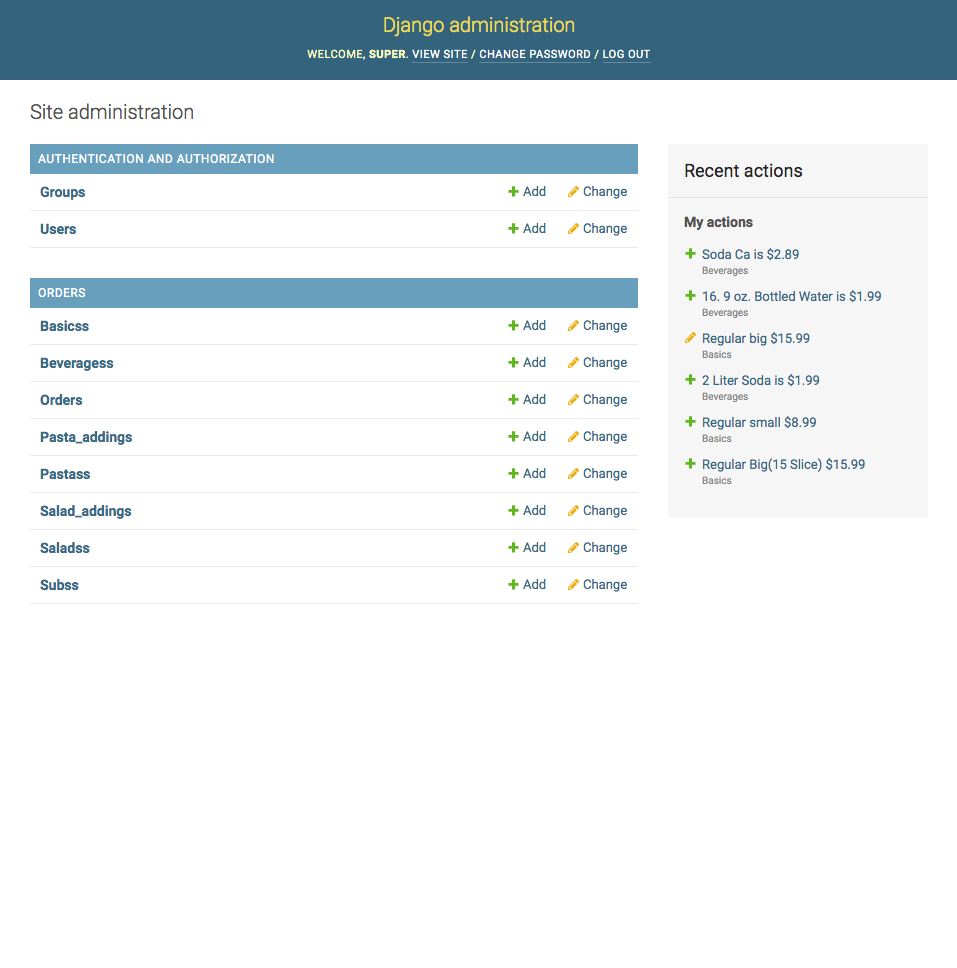 Django administration
WELCOME, SUPER. VIEW SITE / CHANGE PASSWORD / LOG OUT
Site administration
AUTHENTICATION AND AUTHORIZATION
Groups Add Change
Users Add Change
ORDERS
Basicss Add Change
Beveragess Add Change
Orders Add Change
Pasta_addings Add Change
Pastass Add Change
Salad_addings Add Change
Saladss Add Change
Subss Add Change
Recent actions
My actions
Soda Ca is $2.89
Beverages
16. 9 oz. Bottled Water is $1.99
Beverages
Regular big $15.99
Basics
2 Liter Soda is $1.99
Beverages
Regular small $8.99
Basics
Regular Big(15 Slice) $15.99
Basics